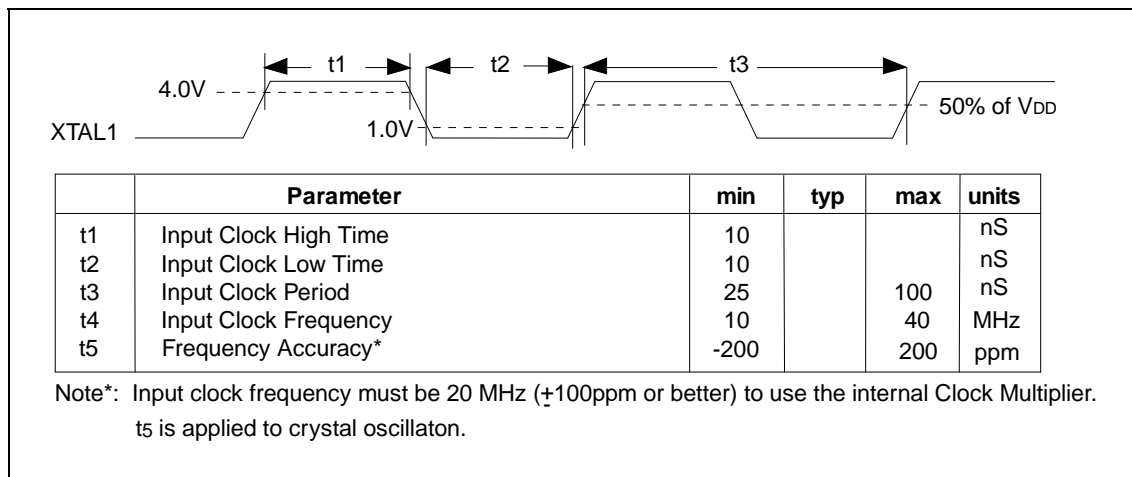 t1 t2 t3
4.0V
50% of VDD
XTAL1 1.0V
Parameter min typ max units
t1 Input Clock High Time 10 nS
t2 Input Clock Low Time 10 nS
t3 Input Clock Period 25 100 nS
t4 Input Clock Frequency 10 40 MHz
t5 Frequency Accuracy* -200 200 ppm
Note*: Input clock frequency must be 20 MHz (±100ppm or better) to use the internal Clock Multiplier.
t5 is applied to crystal oscillaton.